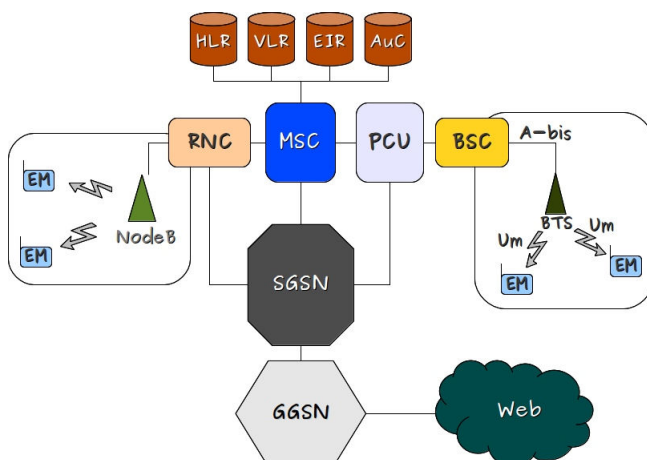 HLR
VLR
EIR
AuC
RNC
MSC
PCU
BSC
A-bis
EM
EM
NodeB
BTS
Um
Um
EM
EM
SGSN
GGSN
Web